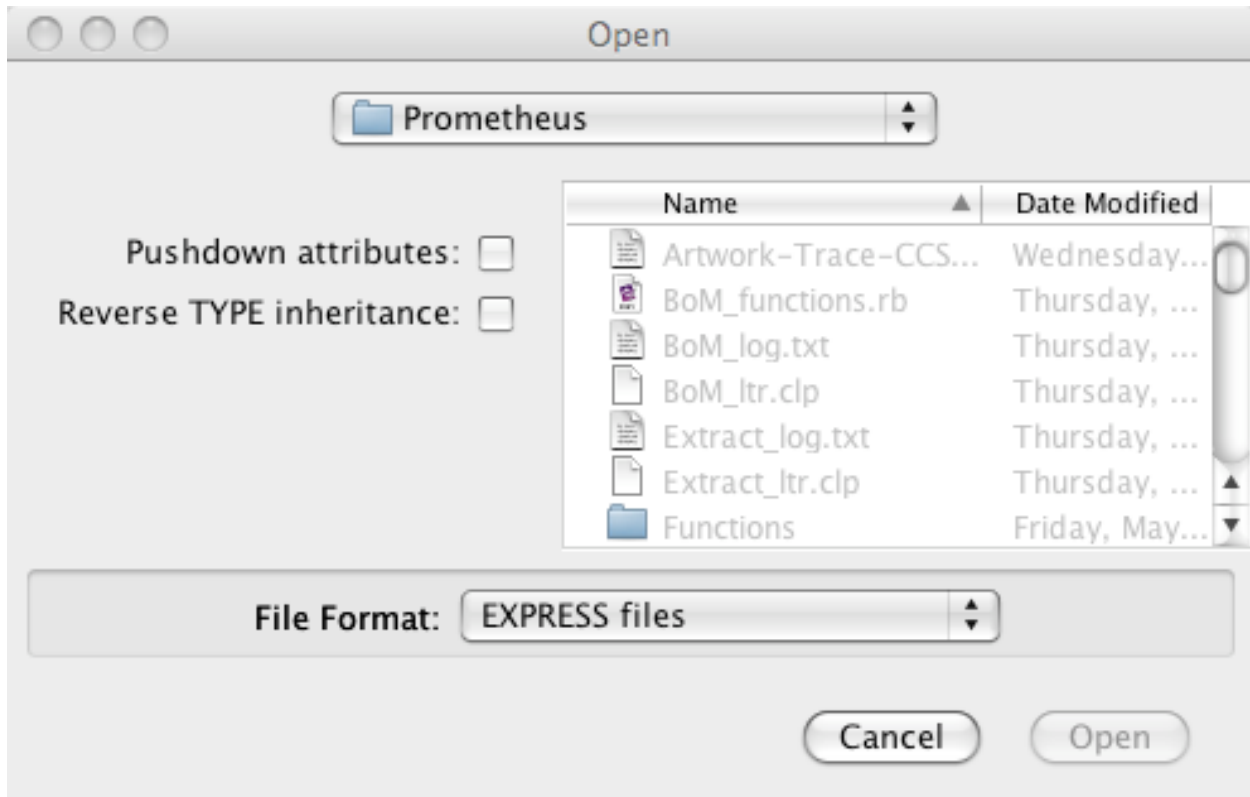 Open
Prometheus
Pushdown attributes:
Reverse TYPE inheritance:
Name Date Modified
Artwork-Trace-CCS... Wednesday...
BoM_functions.rb Thursday, ...
BoM_log.txt Thursday, ...
BoM_ltr.clp Thursday, ...
Extract_log.txt Thursday, ...
Extract_ltr.clp Thursday, ...
Functions Friday, May...
File Format: EXPRESS files
Cancel Open